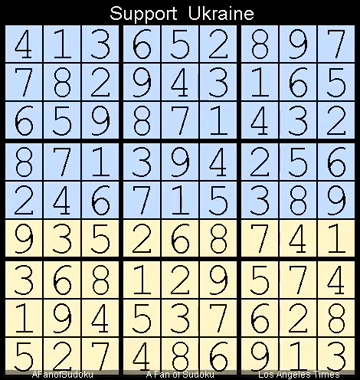 Support Ukraine
4 1 3 6 5 2 8 9 7
7 8 2 9 4 3 1 6 5
6 5 9 8 7 1 4 3 2
8 7 1 3 9 4 2 5 6
2 4 6 7 1 5 3 8 9
9 3 5 2 6 8 7 4 1
3 6 8 1 2 9 5 7 4
1 9 4 5 3 7 6 2 8
5 2 7 4 8 6 9 1 3
AFanofSudoku A Fan of Sudoku Los Angeles Times